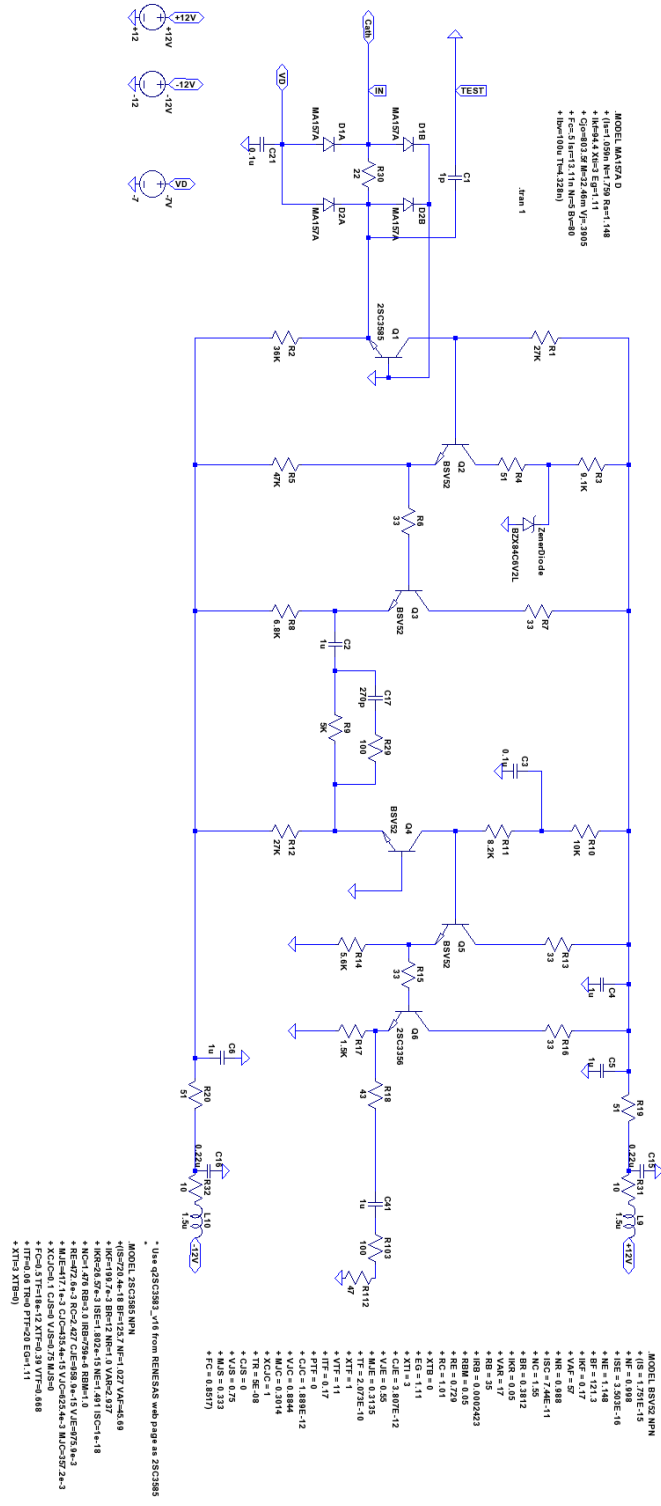 .MODEL MA157A D
+ (Is=1.059n N=1.759 Rs=1.148
+ Ikf=94.4 Xti=3 Eg=1.11
+ Cjo=803.5f M=32.46m Vj=.3905
+ Fc=.5 Isr=13.11n Nr=5 Bv=80
+ Ibv=100u Tt=4.328n)
.tran 1
TEST
C1
1p
IN
Cath
VD
D1A
MA157A
D1B
MA157A
R30
22
D2A
MA157A
D2B
MA157A
C21
0.1u
+12V
+12
-12V
-12
VD
-7V
-7
Q1
2SC3585
R1
27K
R2
36K
Q2
BSV52
R3
9.1K
R4
51
ZenerDiode
BZX84C6V2L
R5
47K
R6
33
Q3
BSV52
R7
33
R8
6.8K
C2
1u
C17
270p
R29
100
R9
5K
C3
0.1u
R10
10K
R11
8.2K
Q4
BSV52
R12
27K
Q5
BSV52
R13
33
R14
5.6K
R15
33
C4
1u
Q6
2SC3356
R16
33
R17
1.5K
C5
1u
C6
1u
R18
43
C41
1u
R103
100
R112
47
R19
51
C15
0.22u
R31
10
L9
1.5u
+12V
R20
51
C16
0.22u
R32
10
L10
1.5u
-12V
.MODEL BSV52 NPN
+ (IS = 1.751E-15
+ NF = 0.998
+ ISE = 3.503E-16
+ NE = 1.148
+ BF = 121.3
+ IKF = 0.17
+ VAF = 57
+ NR = 0.988
+ ISC = 7.44E-11
+ NC = 1.55
+ BR = 0.3812
+ IKR = 0.05
+ VAR = 17
+ RB = 35
+ IRB = 0.0002423
+ RBM = 0.05
+ RE = 0.729
+ RC = 1.01
+ XTB = 0
+ EG = 1.11
+ XTI = 3
+ CJE = 3.807E-12
+ VJE = 0.55
+ MJE = 0.3135
+ TF = 2.073E-10
+ XTF = 1
+ VTF = 1.1
+ ITF = 0.17
+ PTF = 0
+ CJC = 1.889E-12
+ VJC = 0.8844
+ MJC = 0.3014
+ XCJC = 1
+ TR = 5E-08
+ CJS = 0
+ VJS = 0.75
+ MJS = 0.333
+ FC = 0.8517)
* Use q2SC3583_v16 from RENESAS web page as 2SC3585
*
.MODEL 2SC3585 NPN
+(IS=720.4e-18 BF=125.7 NF=1.027 VAF=45.69
+IKF=199.7e-3 BR=12 NR=1.0 VAR=2.937
+IKR=26.57e-3 ISE=1.802e-15 NE=1.491 ISC=1e-18
+NC=1.476 RB=3.0 IRB=759e-6 RBM=1.0
+ RE=472.6e-3 RC=2.427 CJE=958.9e-15 VJE=975.9e-3
+ MJE=417.1e-3 CJC=435.4e-15 VJC=625.4e-3 MJC=357.2e-3
+ XCJC=0.1 CJS=0 VJS=0.75 MJS=0
+ FC=0.5 TF=18e-12 XTF=0.39 VTF=0.668
+ ITF=0.06 TR=0 PTF=20 EG=1.11
+ XTI=3 XTB=0)